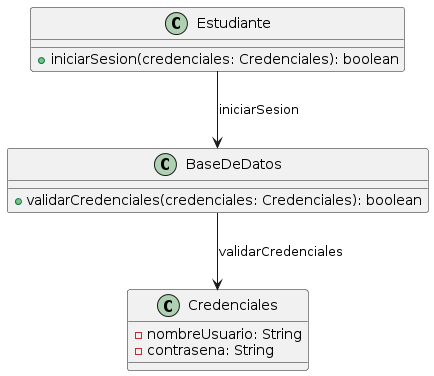 C Estudiante
iniciarSesion(credenciales: Credenciales): boolean
iniciarSesion
C BaseDeDatos
validarCredenciales(credenciales: Credenciales): boolean
validarCredenciales
C Credenciales
nombreUsuario: String
contrasena: String